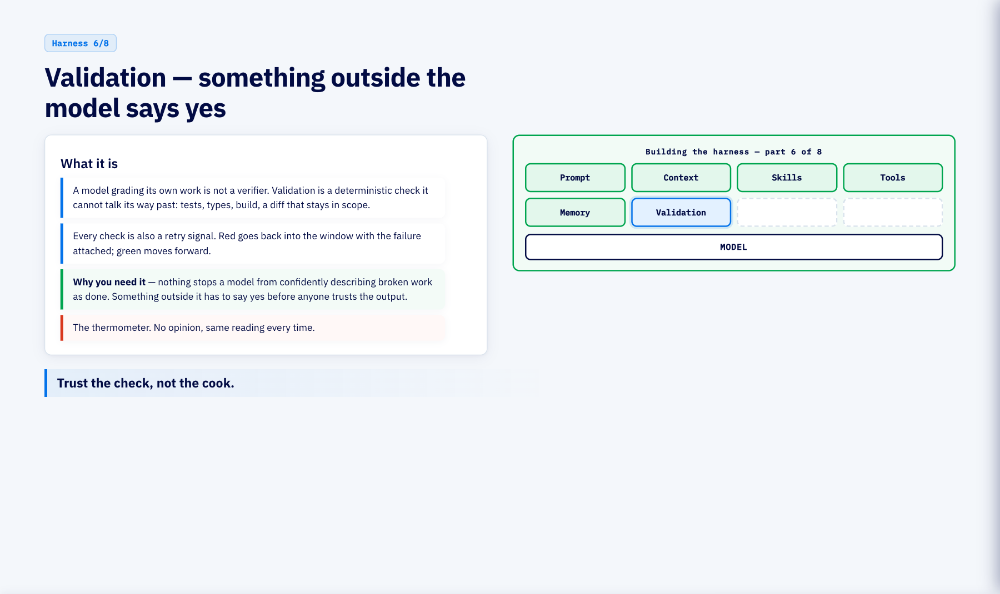 Harness 6/8
Validation — something outside the
model says yes
What it is
A model grading its own work is not a verifier. Validation is a deterministic check it
cannot talk its way past: tests, types, build, a diff that stays in scope.
Every check is also a retry signal. Red goes back into the window with the failure
attached; green moves forward.
Why you need it — nothing stops a model from confidently describing broken work
as done. Something outside it has to say yes before anyone trusts the output.
The thermometer. No opinion, same reading every time.
Trust the check, not the cook.
Building the harness — part 6 of 8
Prompt
Context
Skills
Tools
Memory
Validation
MODEL